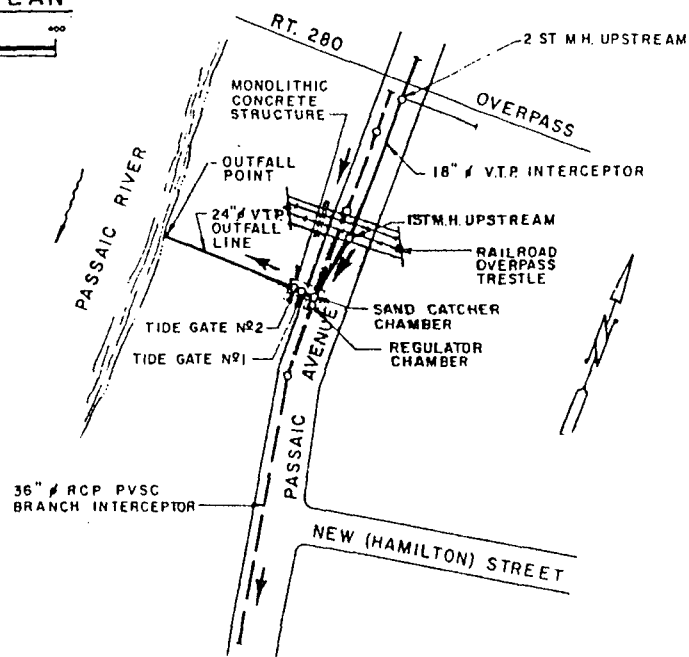 400
RT. 280
2 ST M.H. UPSTREAM
OVERPASS
MONOLITHIC
CONCRETE
STRUCTURE
OUTFALL
POINT
18" ø V.T.P. INTERCEPTOR
PASSAIC RIVER
24" ø V.T.P.
OUTFALL
LINE
1ST M.H. UPSTREAM
RAILROAD
OVERPASS
TRESTLE
TIDE GATE Nº2
SAND CATCHER
CHAMBER
TIDE GATE Nº1
REGULATOR
CHAMBER
PASSAIC AVENUE
N
36" ø RCP PVSC
BRANCH INTERCEPTOR
NEW (HAMILTON) STREET